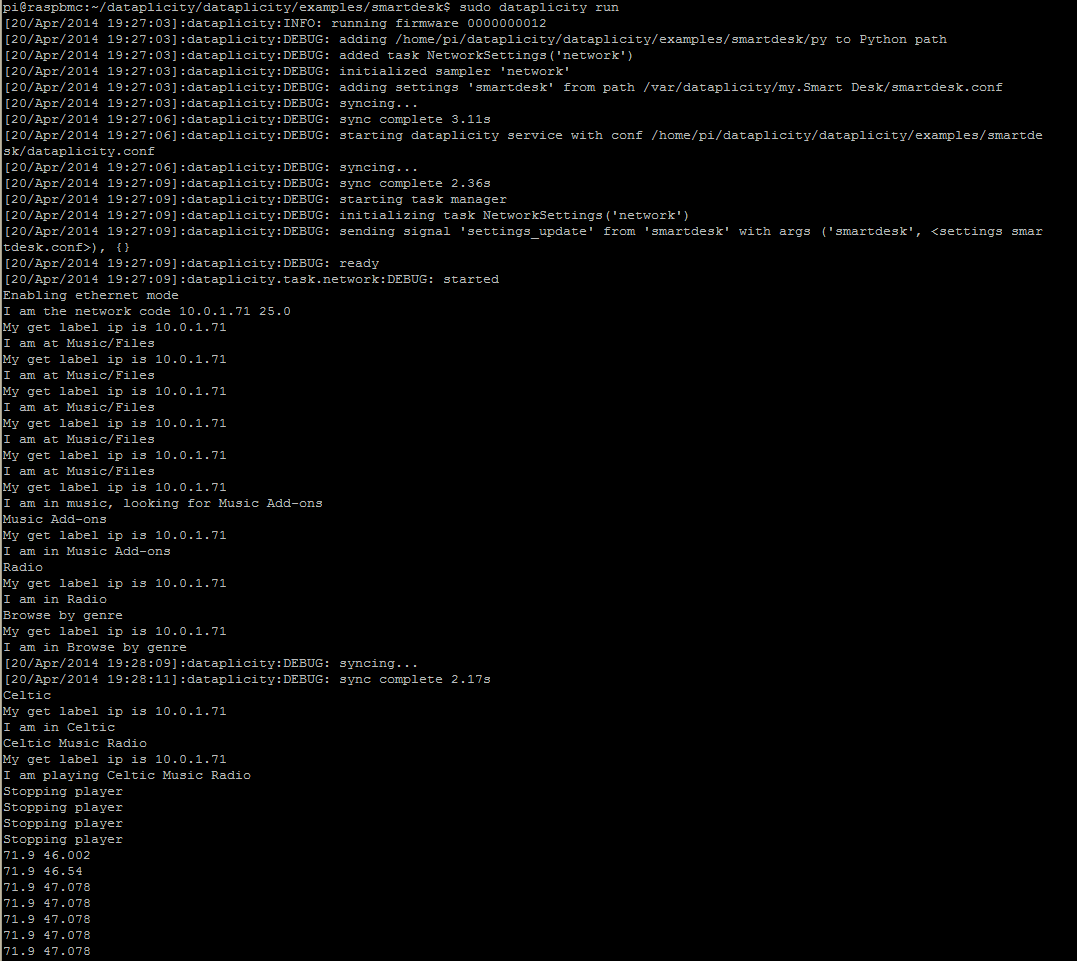 pi@raspbmc:~/dataplicity/dataplicity/examples/smartdesk$ sudo dataplicity run
[20/Apr/2014 19:27:03]:dataplicity:INFO: running firmware 0000000012
[20/Apr/2014 19:27:03]:dataplicity:DEBUG: adding /home/pi/dataplicity/dataplicity/examples/smartdesk/py to Python path
[20/Apr/2014 19:27:03]:dataplicity:DEBUG: added task NetworkSettings('network')
[20/Apr/2014 19:27:03]:dataplicity:DEBUG: initialized sampler 'network'
[20/Apr/2014 19:27:03]:dataplicity:DEBUG: adding settings 'smartdesk' from path /var/dataplicity/my.Smart Desk/smartdesk.conf
[20/Apr/2014 19:27:03]:dataplicity:DEBUG: syncing...
[20/Apr/2014 19:27:06]:dataplicity:DEBUG: sync complete 3.11s
[20/Apr/2014 19:27:06]:dataplicity:DEBUG: starting dataplicity service with conf /home/pi/dataplicity/dataplicity/examples/smartde
sk/dataplicity.conf
[20/Apr/2014 19:27:06]:dataplicity:DEBUG: syncing...
[20/Apr/2014 19:27:09]:dataplicity:DEBUG: sync complete 2.36s
[20/Apr/2014 19:27:09]:dataplicity:DEBUG: starting task manager
[20/Apr/2014 19:27:09]:dataplicity:DEBUG: initializing task NetworkSettings('network')
[20/Apr/2014 19:27:09]:dataplicity:DEBUG: sending signal 'settings_update' from 'smartdesk' with args ('smartdesk', <settings smar
tdesk.conf>), {}
[20/Apr/2014 19:27:09]:dataplicity:DEBUG: ready
[20/Apr/2014 19:27:09]:dataplicity.task.network:DEBUG: started
Enabling ethernet mode
I am the network code 10.0.1.71 25.0
My get label ip is 10.0.1.71
I am at Music/Files
My get label ip is 10.0.1.71
I am at Music/Files
My get label ip is 10.0.1.71
I am at Music/Files
My get label ip is 10.0.1.71
I am at Music/Files
My get label ip is 10.0.1.71
I am at Music/Files
My get label ip is 10.0.1.71
I am in music, looking for Music Add-ons
Music Add-ons
My get label ip is 10.0.1.71
I am in Music Add-ons
Radio
My get label ip is 10.0.1.71
I am in Radio
Browse by genre
My get label ip is 10.0.1.71
I am in Browse by genre
[20/Apr/2014 19:28:09]:dataplicity:DEBUG: syncing...
[20/Apr/2014 19:28:11]:dataplicity:DEBUG: sync complete 2.17s
Celtic
My get label ip is 10.0.1.71
I am in Celtic
Celtic Music Radio
My get label ip is 10.0.1.71
I am playing Celtic Music Radio
Stopping player
Stopping player
Stopping player
Stopping player
71.9 46.002
71.9 46.54
71.9 47.078
71.9 47.078
71.9 47.078
71.9 47.078
71.9 47.078